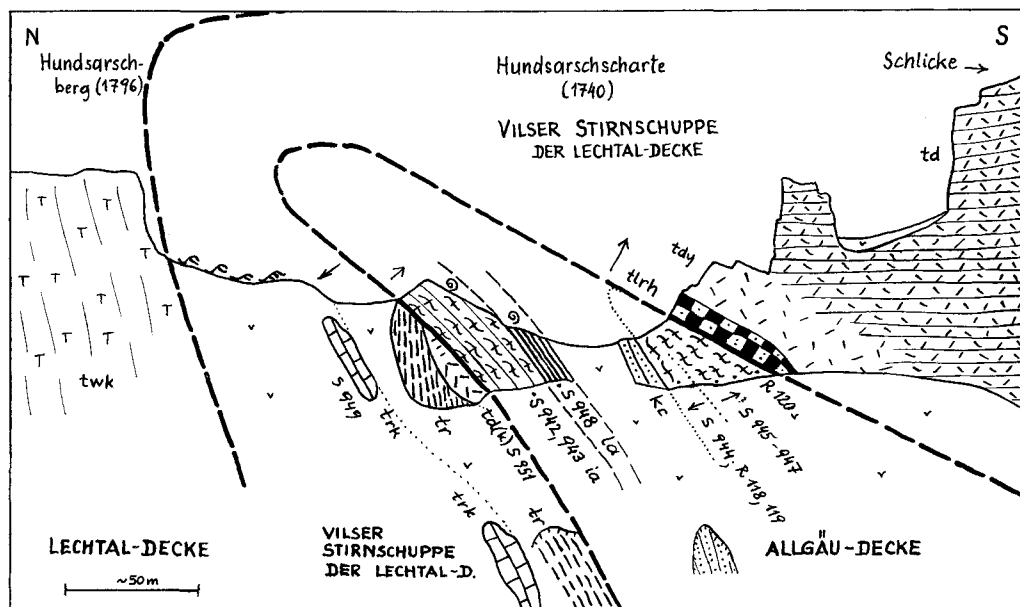 N
S
Hundsarsch-
berg (1796)
Hundsarschscharte
(1740)
Schlicke →
VILSER STIRNSCHUPPE
DER LECHTAL-DECKE
td
tdy
tlrh
T T
T T
T
T T
T T
T
T T
T
twk
S 949
trk
tr
td(k) S 951
S 942, 943 ia
S 948 la
kc
R 120
S 945-947
S 944, R 118, 119
trk
tr
LECHTAL-DECKE
VILSER
STIRNSCHUPPE
DER LECHTAL-D.
ALLGÄU-DECKE
~50m